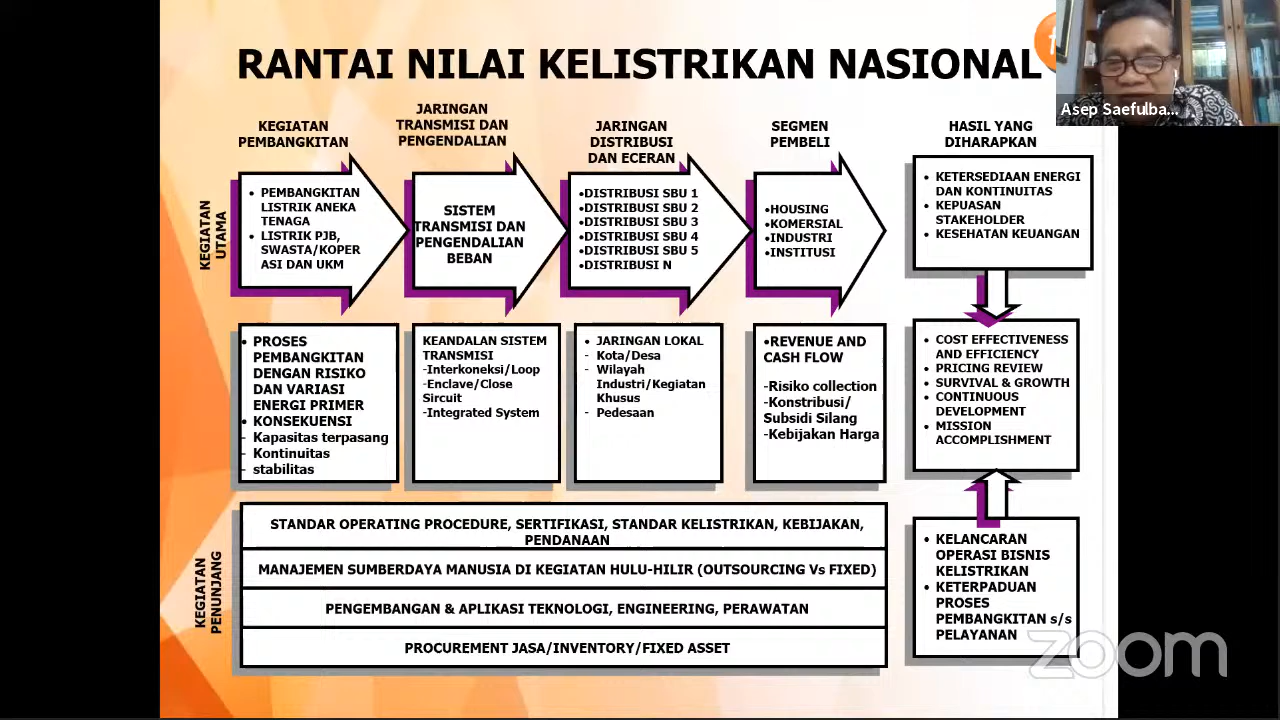 RANTAI NILAI KELISTRIKAN NASIONAL
Asep Saefulba...
KEGIATAN
PEMBANGKITAN
JARINGAN
TRANSMISI DAN
PENGENDALIAN
JARINGAN
DISTRIBUSI
DAN ECERAN
SEGMEN
PEMBELI
HASIL YANG
DIHARAPKAN
KEGIATAN
UTAMA
• PEMBANGKITAN
LISTRIK ANEKA
TENAGA
• LISTRIK PJB,
SWASTA/KOPER
ASI DAN UKM
SISTEM
TRANSMISI DAN
PENGENDALIAN
BEBAN
•DISTRIBUSI SBU 1
•DISTRIBUSI SBU 2
•DISTRIBUSI SBU 3
•DISTRIBUSI SBU 4
•DISTRIBUSI SBU 5
•DISTRIBUSI N
•HOUSING
•KOMERSIAL
•INDUSTRI
•INSTITUSI
• KETERSEDIAAN ENERGI
DAN KONTINUITAS
• KEPUASAN
STAKEHOLDER
• KESEHATAN KEUANGAN
• PROSES
PEMBANGKITAN
DENGAN RISIKO
DAN VARIASI
ENERGI PRIMER
• KONSEKUENSI
- Kapasitas terpasang
- Kontinuitas
- stabilitas
KEANDALAN SISTEM
TRANSMISI
-Interkoneksi/Loop
-Enclave/Close
Sircuit
-Integrated System
• JARINGAN LOKAL
- Kota/Desa
- Wilayah
Industri/Kegiatan
Khusus
- Pedesaan
•REVENUE AND
CASH FLOW
-Risiko collection
-Konstribusi/
Subsidi Silang
-Kebijakan Harga
• COST EFFECTIVENESS
AND EFFICIENCY
• PRICING REVIEW
• SURVIVAL & GROWTH
• CONTINUOUS
DEVELOPMENT
• MISSION
ACCOMPLISHMENT
KEGIATAN
PENUNJANG
STANDAR OPERATING PROCEDURE, SERTIFIKASI, STANDAR KELISTRIKAN, KEBIJAKAN,
PENDANAAN
MANAJEMEN SUMBERDAYA MANUSIA DI KEGIATAN HULU-HILIR (OUTSOURCING Vs FIXED)
PENGEMBANGAN & APLIKASI TEKNOLOGI, ENGINEERING, PERAWATAN
PROCUREMENT JASA/INVENTORY/FIXED ASSET
• KELANCARAN
OPERASI BISNIS
KELISTRIKAN
• KETERPADUAN
PROSES
PEMBANGKITAN s/s
PELAYANAN
zoom